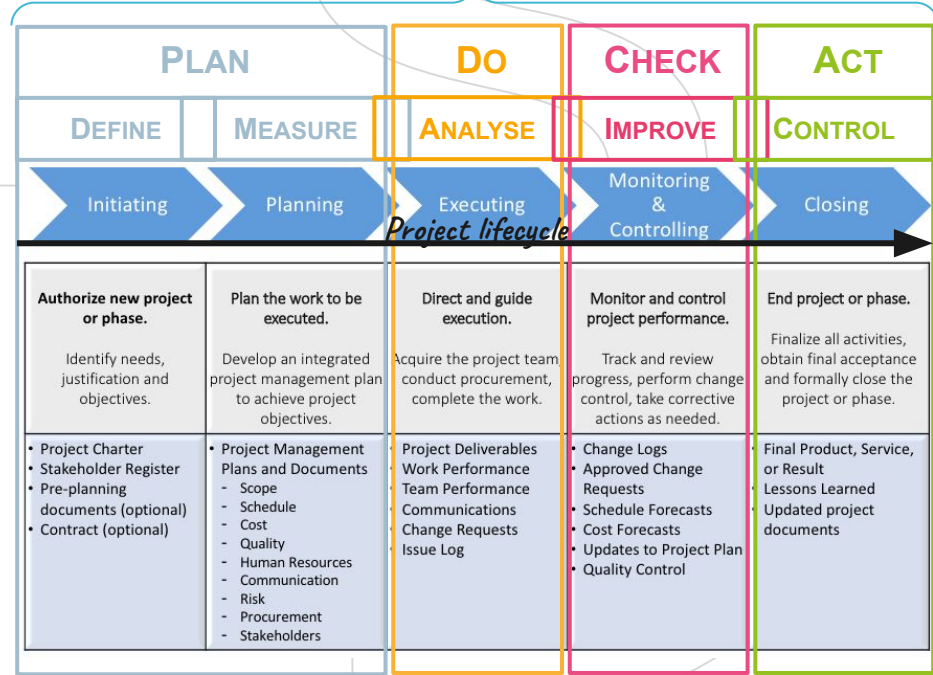 PLAN
DO
CHECK
ACT
DEFINE
MEASURE
ANALYSE
IMPROVE
CONTROL
Initiating
Planning
Executing
Monitoring
&
Controlling
Closing
Project lifecycle
Authorize new project
or phase.
Identify needs,
justification and
objectives.
Plan the work to be
executed.
Develop an integrated
project management plan
to achieve project
objectives.
Direct and guide
execution.
Acquire the project team,
conduct procurement,
complete the work.
Monitor and control
project performance.
Track and review
progress, perform change
control, take corrective
actions as needed.
End project or phase.
Finalize all activities,
obtain final acceptance
and formally close the
project or phase.
• Project Charter
• Stakeholder Register
• Pre-planning
documents (optional)
• Contract (optional)
• Project Management
Plans and Documents
- Scope
- Schedule
- Cost
- Quality
- Human Resources
- Communication
- Risk
- Procurement
- Stakeholders
• Project Deliverables
• Work Performance
• Team Performance
• Communications
• Change Requests
• Issue Log
• Change Logs
• Approved Change
Requests
• Schedule Forecasts
• Cost Forecasts
• Updates to Project Plan
• Quality Control
• Final Product, Service,
or Result
• Lessons Learned
• Updated project
documents